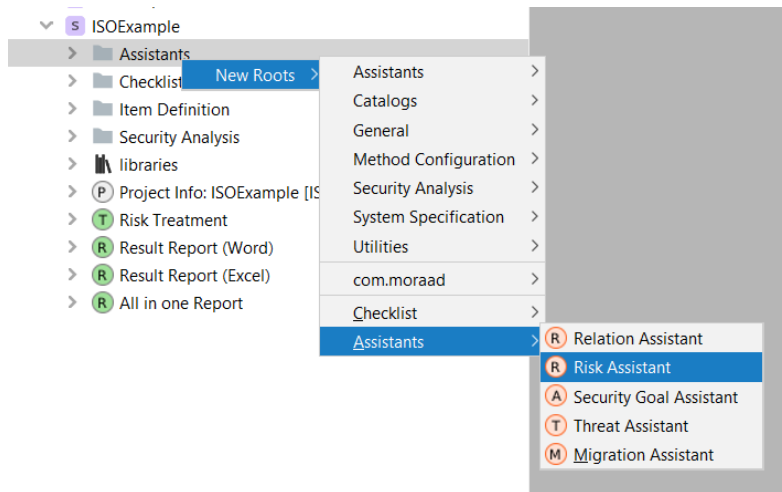 S ISOExample
Assistants
Checklist
Item Definition
Security Analysis
libraries
P Project Info: ISOExample [IS
T Risk Treatment
R Result Report (Word)
R Result Report (Excel)
R All in one Report
New Roots
Assistants
Catalogs
General
Method Configuration
Security Analysis
System Specification
Utilities
com.moraad
Checklist
Assistants
R Relation Assistant
R Risk Assistant
A Security Goal Assistant
T Threat Assistant
M Migration Assistant